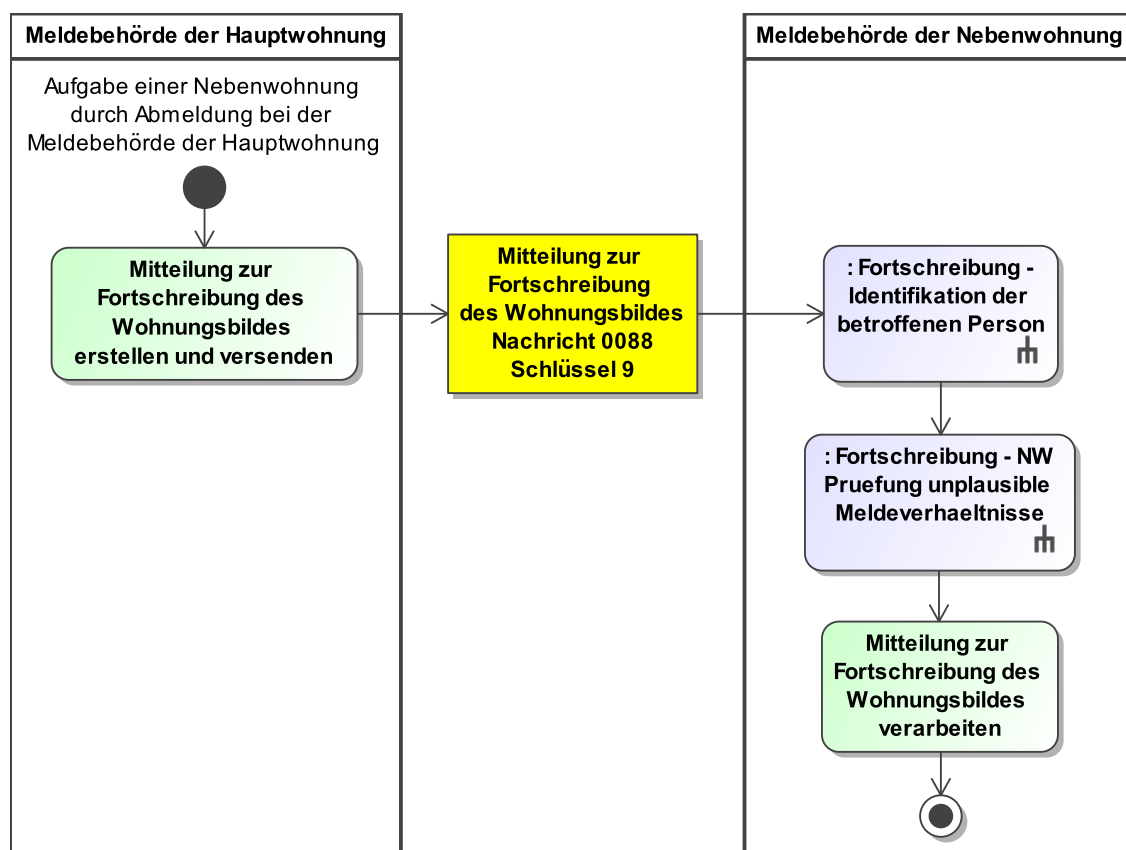 Meldebehörde der Hauptwohnung
Aufgabe einer Nebenwohnung
durch Abmeldung bei der
Meldebehörde der Hauptwohnung
Mitteilung zur
Fortschreibung des
Wohnungsbildes
erstellen und versenden
Mitteilung zur
Fortschreibung
des Wohnungsbildes
Nachricht 0088
Schlüssel 9
Meldebehörde der Nebenwohnung
: Fortschreibung -
Identifikation der
betroffenen Person
: Fortschreibung - NW
Pruefung unplausible
Meldeverhaeltnisse
Mitteilung zur
Fortschreibung des
Wohnungsbildes
verarbeiten